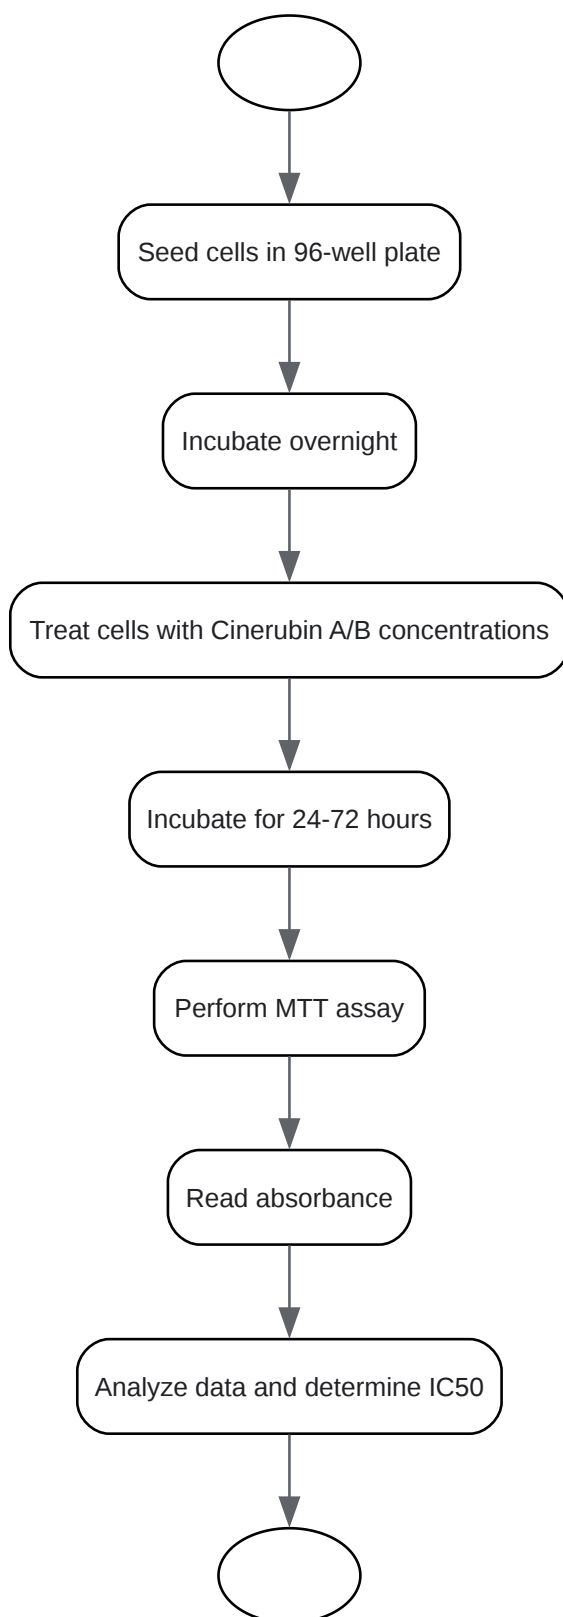 Seed cells in 96-well plate
Incubate overnight
Treat cells with Cinerubin A/B concentrations
Incubate for 24-72 hours
Perform MTT assay
Read absorbance
Analyze data and determine IC50